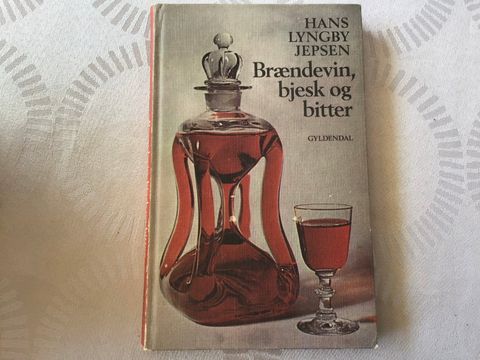 HANS
LYNGBY
JEPSEN
Brændevin,
bjesk og
bitter
GYLDENDAL